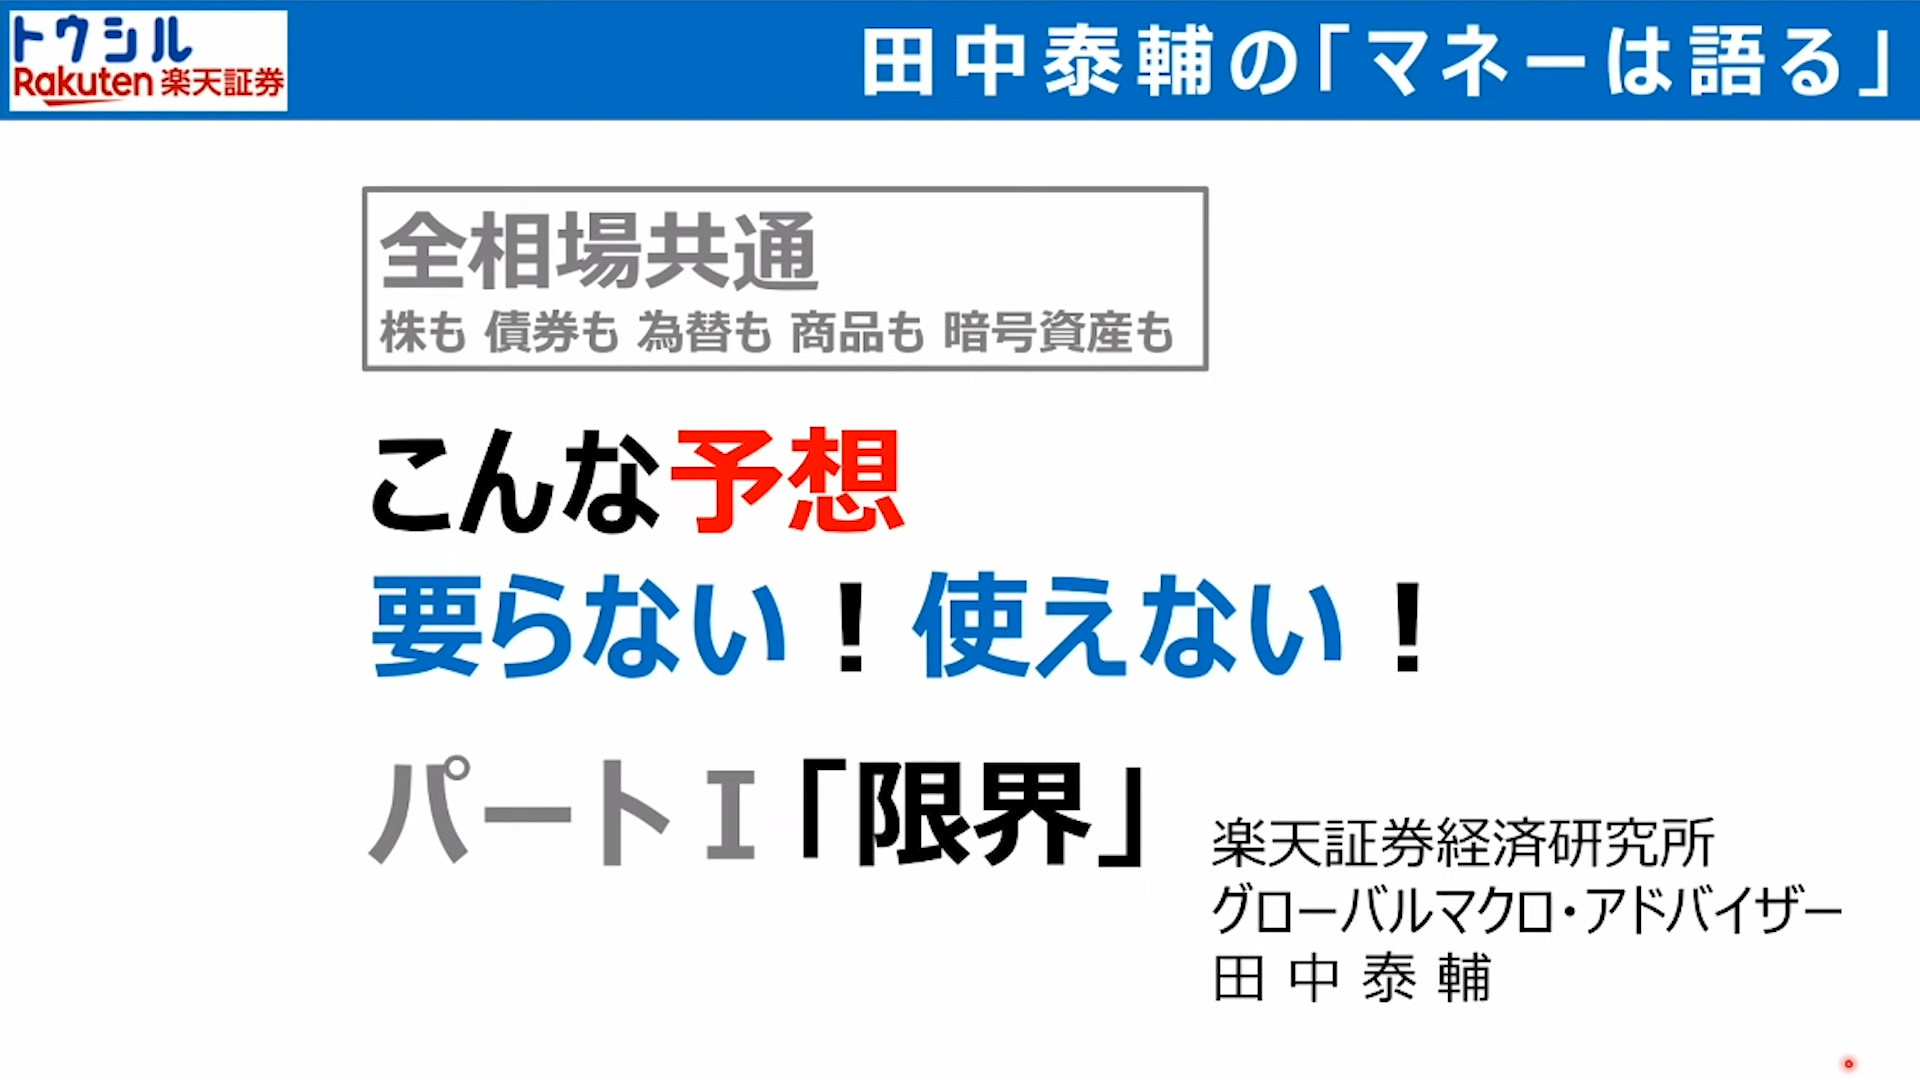 トウシル
Rakuten 楽天証券
田中泰輔の「マネーは語る」
全相場共通
株も 債券も 為替も 商品も 暗号資産も
こんな予想
要らない！使えない！
パートⅠ「限界」
楽天証券経済研究所
グローバルマクロ・アドバイザー
田中泰輔